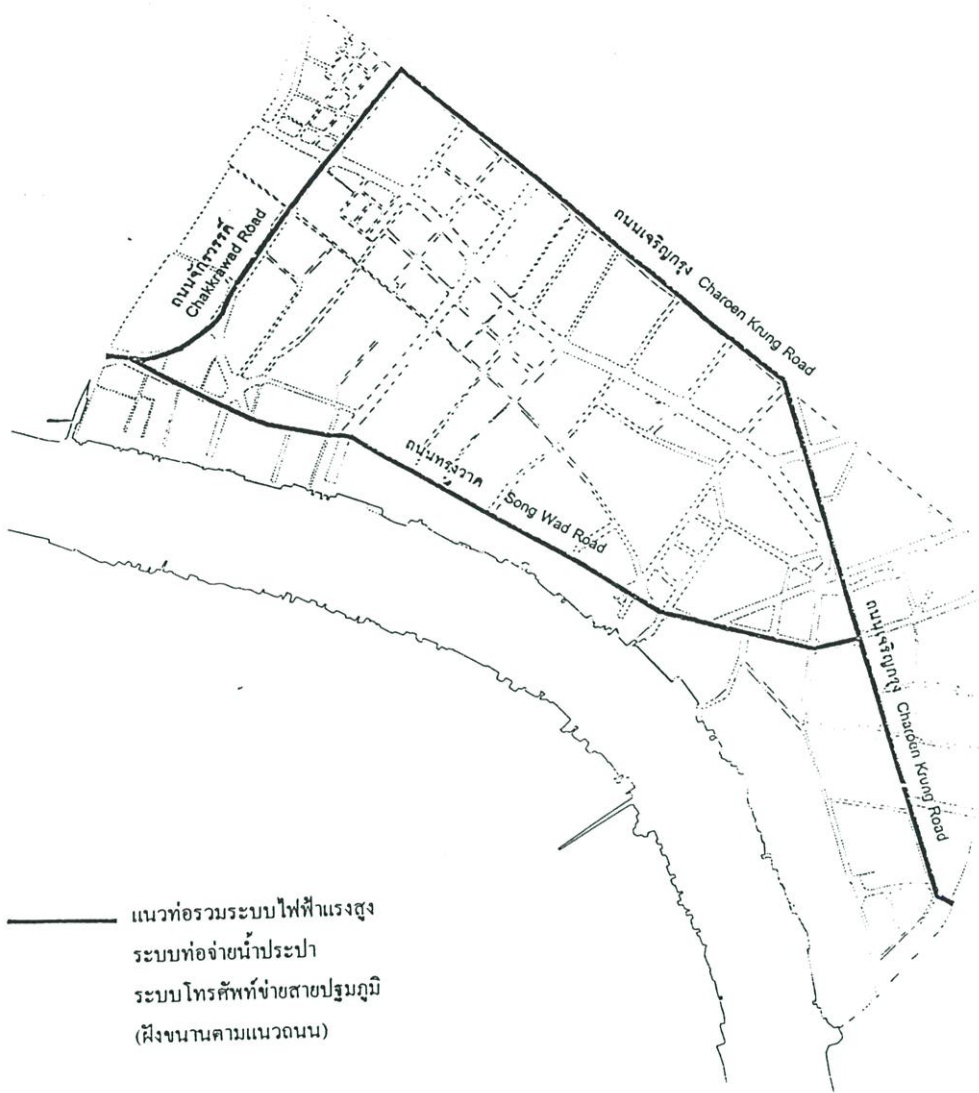 ถนนจักรวรรดิ์
Chakkrawad Road
ถนนเจริญกรุง Charoen Krung Road
ถนนทรงวาด Song Wad Road
ถนนเจริญกรุง Charoen Krung Road
แนวท่อรวมระบบไฟฟ้าแรงสูง
ระบบท่อจ่ายน้ำประปา
ระบบโทรศัพท์ข่ายสายปฐมภูมิ
(ฝังขนานตามแนวถนน)